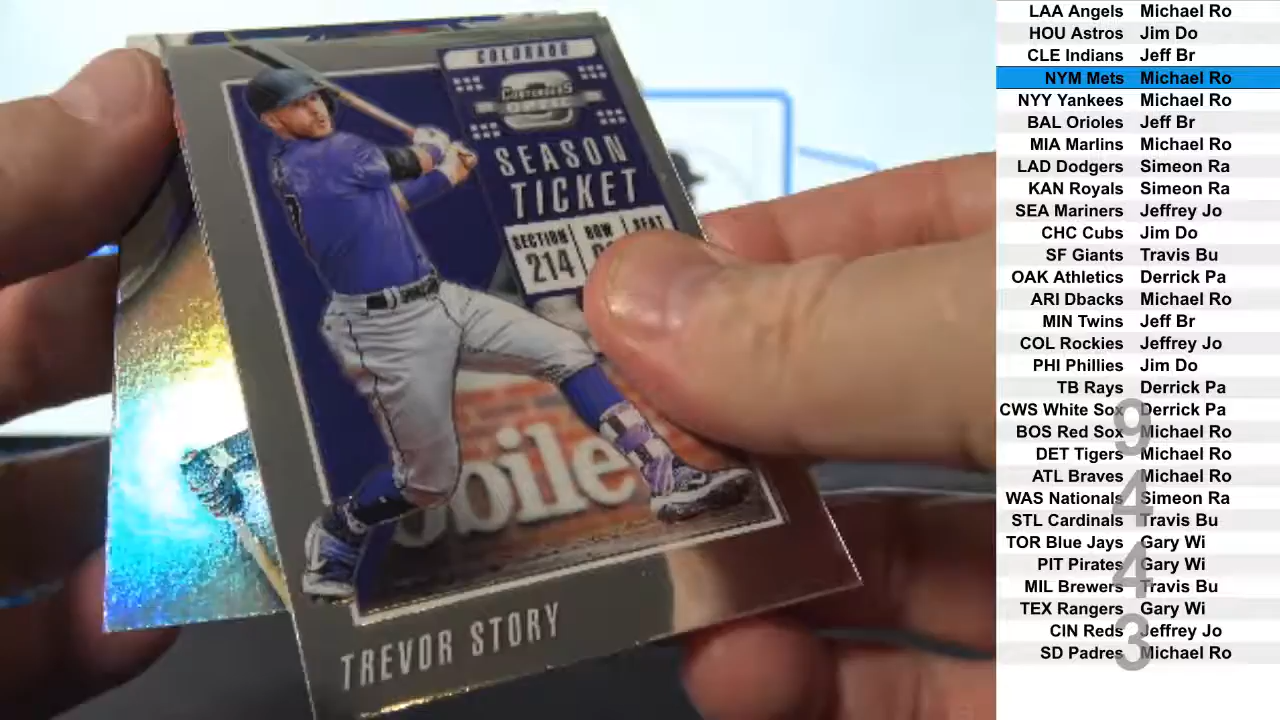 COLORADO
CONTENDERS
SEASON
TICKET
SECTION ROW SEAT
214
obile
TREVOR STORY
LAA Angels Michael Ro
HOU Astros Jim Do
CLE Indians Jeff Br
NYM Mets Michael Ro
NYY Yankees Michael Ro
BAL Orioles Jeff Br
MIA Marlins Michael Ro
LAD Dodgers Simeon Ra
KAN Royals Simeon Ra
SEA Mariners Jeffrey Jo
CHC Cubs Jim Do
SF Giants Travis Bu
OAK Athletics Derrick Pa
ARI Dbacks Michael Ro
MIN Twins Jeff Br
COL Rockies Jeffrey Jo
PHI Phillies Jim Do
TB Rays Derrick Pa
CWS White Sox Derrick Pa
BOS Red Sox Michael Ro
DET Tigers Michael Ro
ATL Braves Michael Ro
WAS Nationals Simeon Ra
STL Cardinals Travis Bu
TOR Blue Jays Gary Wi
PIT Pirates Gary Wi
MIL Brewers Travis Bu
TEX Rangers Gary Wi
CIN Reds Jeffrey Jo
SD Padres Michael Ro
9
4
4
3